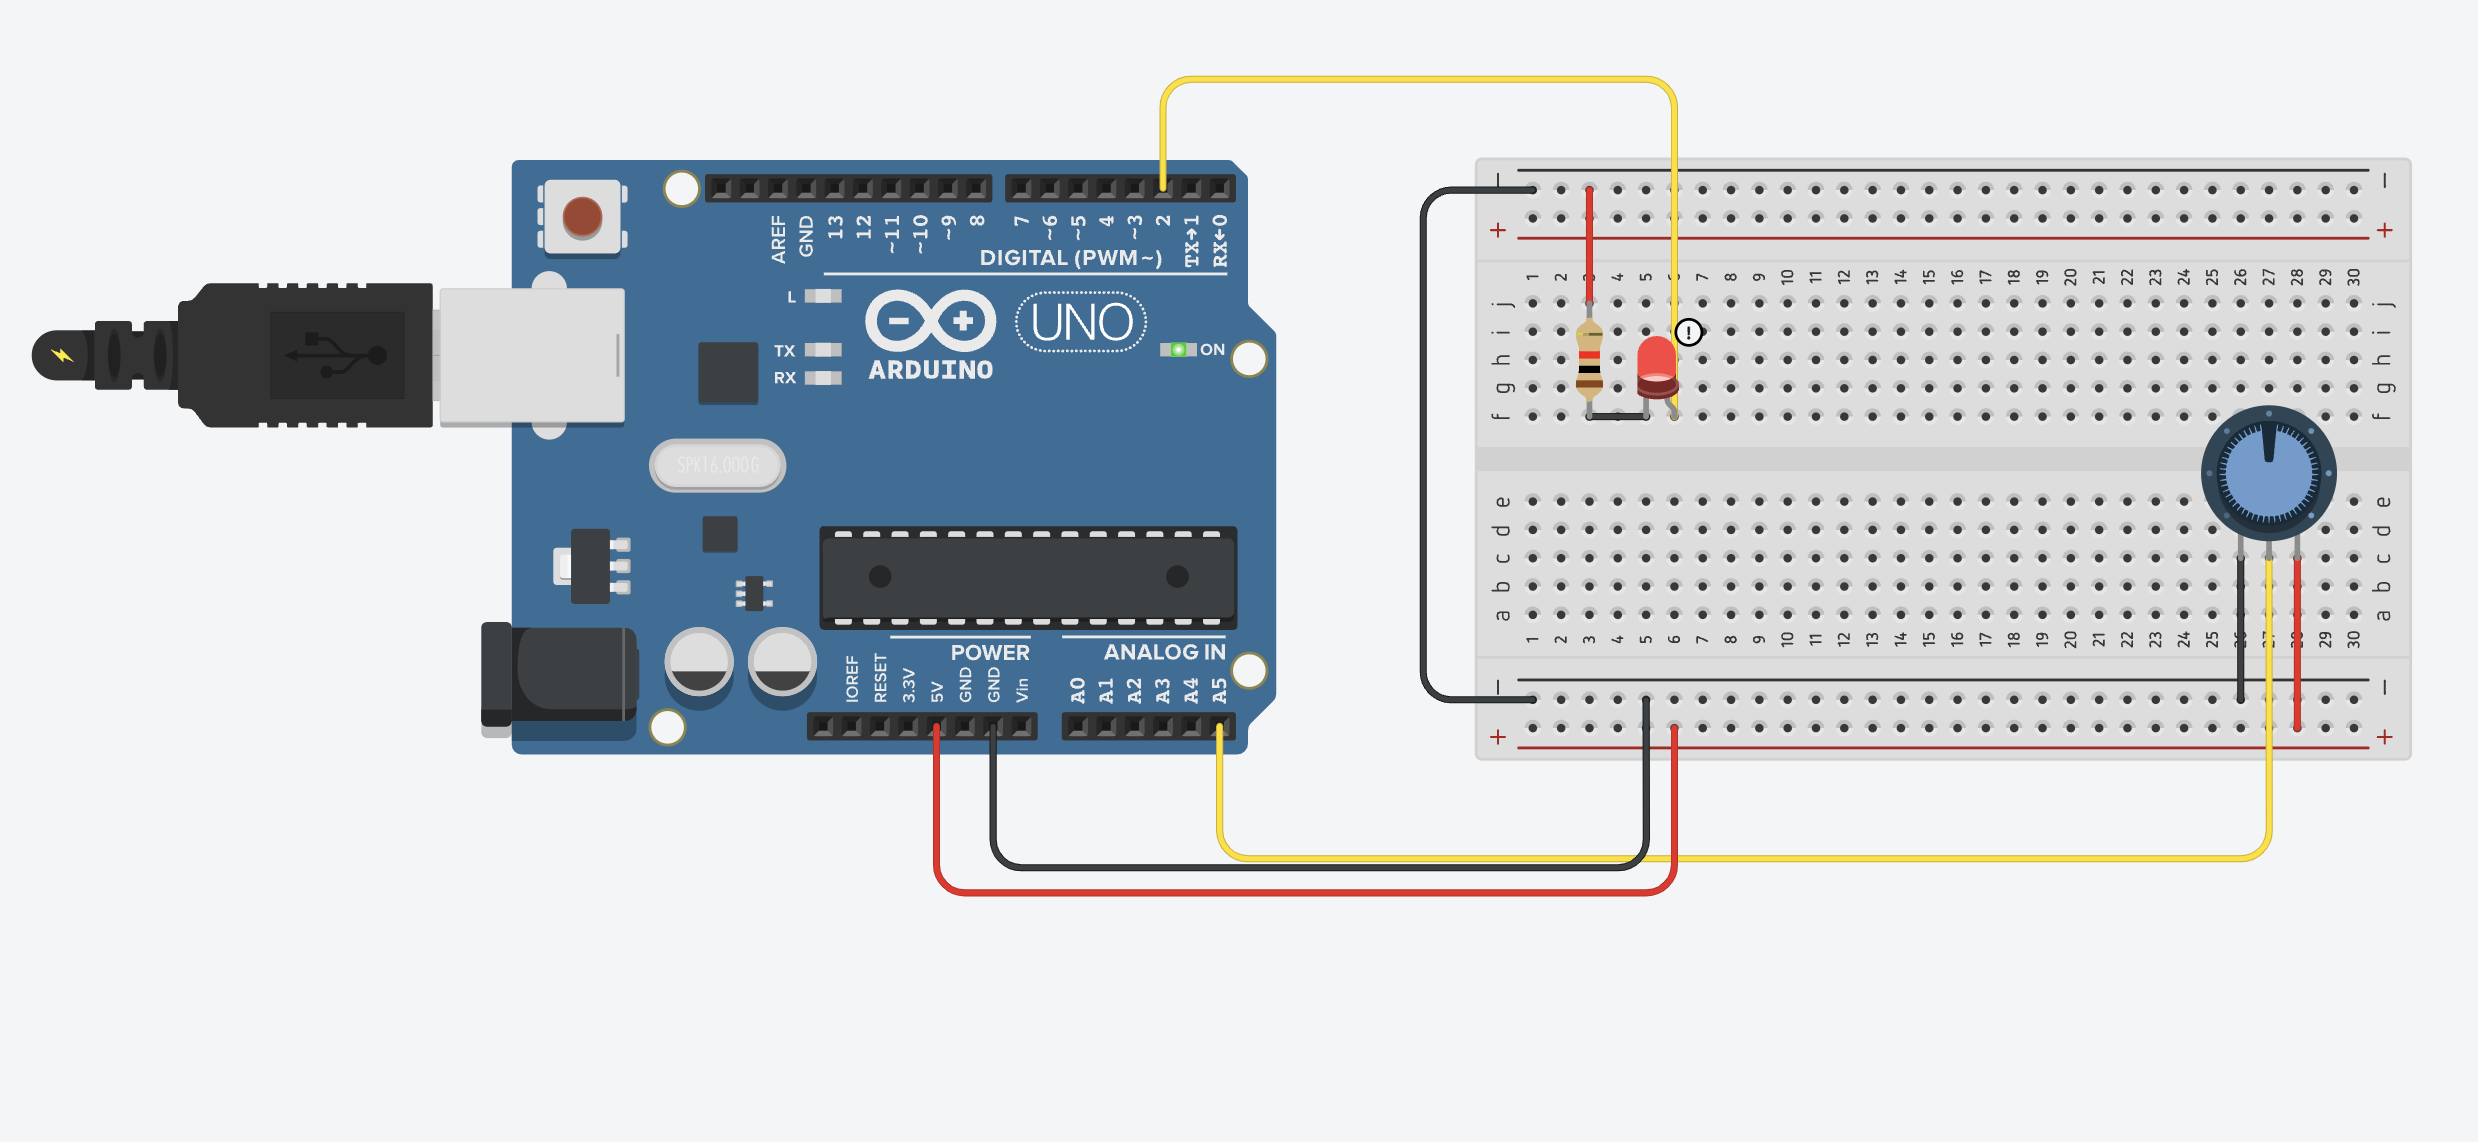 AREF GND 13 12 ~11 ~10 ~9 8 7 ~6 ~5 4 ~3 2 TX→1 RX←0
DIGITAL (PWM~)
L
TX
RX
UNO
ARDUINO
ON
SPK16.000G
POWER ANALOG IN
IOREF RESET 3.3V 5V GND GND Vin A0 A1 A2 A3 A4 A5
− −
+ +
1 2 3 4 5 6 7 8 9 10 11 12 13 14 15 16 17 18 19 20 21 22 23 24 25 26 27 28 29 30
j j
i ! i
h h
g g
f f
e e
d d
c c
b b
a a
1 2 3 4 5 6 7 8 9 10 11 12 13 14 15 16 17 18 19 20 21 22 23 24 25 26 27 28 29 30
− −
+ +